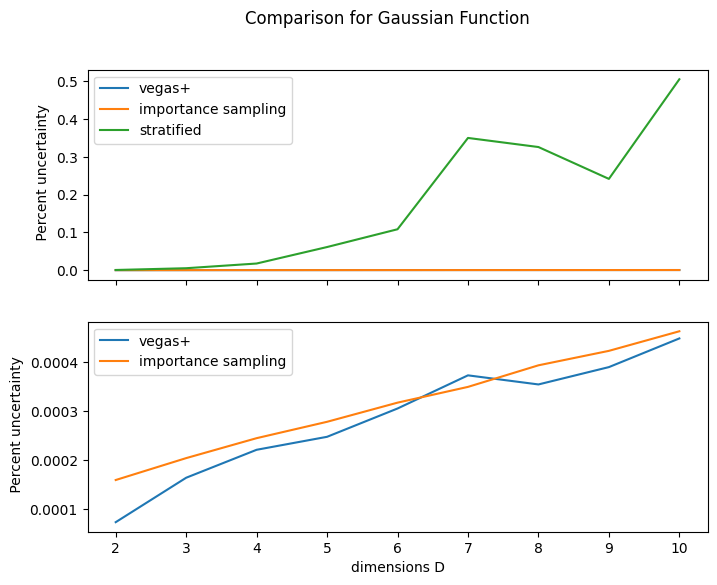 Comparison for Gaussian Function
Percent uncertainty
0.5
0.4
0.3
0.2
0.1
0.0
vegas+
importance sampling
stratified
Percent uncertainty
0.0004
0.0003
0.0002
0.0001
vegas+
importance sampling
2 3 4 5 6 7 8 9 10
dimensions D